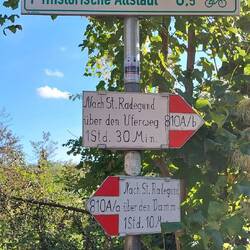 Historische Altstadt 0,5
Nach St. Radegund
über den Uferweg
1 Std. 30 Min.
810A/b
Nach St. Radegund
810A/a
über den Damm
1 Std. 10 M